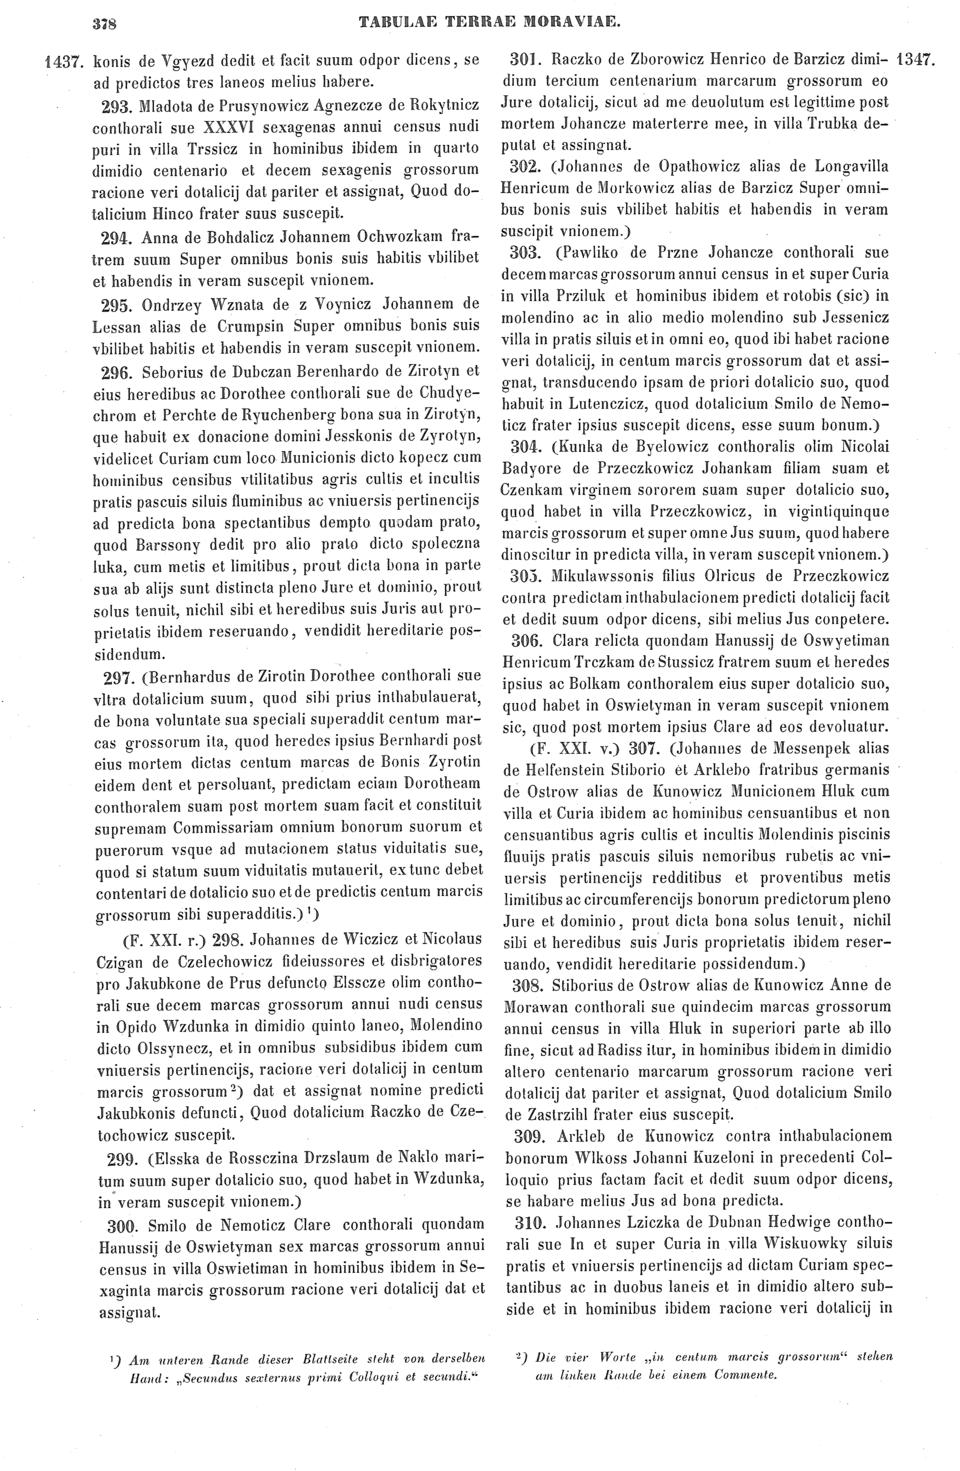 378
TABULAE TERRAE MORAVIAE.
1437.
konis de Vgyezd dedit et facit suum odpor dicens, se
ad predictos tres laneos melius habere.
293. Mladota de Prusynowicz Agnezcze de Rokytnicz
conthorali sue XXXVI sexagenas annui census nudi
puri in villa Trssicz in hominibus ibidem in quarto
dimidio centenario et decem sexagenis grossorum
racione veri dotalicij dat pariter et assignat, Quod do-
talicium Hinco frater suus suscepit.
294. Anna de Bohdalicz Johannem Ochwozkam fra-
trem suum Super omnibus bonis suis habitis vbilibet
et habendis in veram suscepit vnionem.
295. Ondrzey Wznata de z Voynicz Johannem de
Lessan alias de Crumpsin Super omnibus bonis suis
vbilibet habitis et habendis in veram suscepit vnionem.
296. Seborius de Dubczan Berenhardo de Zirotyn et
eius heredibus ac Dorothee conthorali sue de Chudye-
chrom et Perchte de Ryuchenberg bona sua in Zirotyn,
que habuit ex donacione domini Jesskonis de Zyrotyn,
videlicet Curiam cum loco Municionis dicto kopecz cum
hominibus censibus vtilitatibus agris cultis et incultis
pratis pascuis siluis fluminibus ac vniuersis pertinencijs
ad predicta bona spectantibus dempto quodam prato,
quod Barssony dedit pro alio prato dicto spoleczna
luka, cum metis et limitibus, prout dicta bona in parte
sua ab alijs sunt distincta pleno Jure et dominio, prout
solus tenuit, nichil sibi et heredibus suis Juris aut pro-
prietatis ibidem reseruando, vendidit hereditarie pos-
sidendum.
297. (Bernhardus de Zirotin Dorothee conthorali sue
vltra dotalicium suum, quod sibi prius inthabulauerat,
de bona voluntate sua speciali superaddit centum mar-
cas grossorum ita, quod heredes ipsius Bernhardi post
eius mortem dictas centum marcas de Bonis Zyrotin
eidem dent et persoluant, predictam eciam Dorotheam
conthoralem suam post mortem suam facit et constituit
supremam Commissariam omnium bonorum suorum et
puerorum vsque ad mutacionem status viduitatis sue,
quod si statum suum viduitatis mutauerit, ex tunc debet
contentari de dotalicio suo et de predictis centum marcis
grossorum sibi superadditis.) ¹)
(F. XXI. r.) 298. Johannes de Wiczicz et Nicolaus
Czigan de Czelechowicz fideiussores et disbrigatores
pro Jakubkone de Prus defuncto Elsscze olim contho-
rali sue decem marcas grossorum annui nudi census
in Opido Wzdunka in dimidio quinto laneo, Molendino
dicto Olssynecz, et in omnibus subsidibus ibidem cum
vniuersis pertinencijs, racione veri dotalicij in centum
marcis grossorum ²) dat et assignat nomine predicti
Jakubkonis defuncti, Quod dotalicium Raczko de Cze-
tochowicz suscepit.
299. (Elsska de Rossczina Drzslaum de Naklo mari-
tum suum super dotalicio suo, quod habet in Wzdunka,
in veram suscepit vnionem.)
300. Smilo de Nemoticz Clare conthorali quondam
Hanussij de Oswietyman sex marcas grossorum annui
census in villa Oswietiman in hominibus ibidem in Se-
xaginta marcis grossorum racione veri dotalicij dat et
assignat.
¹) Am unteren Rande dieser Blattseite steht von derselben
Hand: „Secundus sexternus primi Colloqui et secundi.“
1347.
301. Raczko de Zborowicz Henrico de Barzicz dimi-
dium tercium centenarium marcarum grossorum eo
Jure dotalicij, sicut ad me deuolutum est legittime post
mortem Johancze materterre mee, in villa Trubka de-
putat et assingnat.
302. (Johannes de Opathowicz alias de Longavilla
Henricum de Morkowicz alias de Barzicz Super omni-
bus bonis suis vbilibet habitis et habendis in veram
suscipit vnionem.)
303. (Pawliko de Przne Johancze conthorali sue
decem marcas grossorum annui census in et super Curia
in villa Prziluk et hominibus ibidem et rotobis (sic) in
molendino ac in alio medio molendino sub Jessenicz
villa in pratis siluis et in omni eo, quod ibi habet racione
veri dotalicij, in centum marcis grossorum dat et assi-
gnat, transducendo ipsam de priori dotalicio suo, quod
habuit in Lutenczicz, quod dotalicium Smilo de Nemo-
ticz frater ipsius suscepit dicens, esse suum bonum.)
304. (Kunka de Byelowicz conthoralis olim Nicolai
Badyore de Przeczkowicz Johankam filiam suam et
Czenkam virginem sororem suam super dotalicio suo,
quod habet in villa Przeczkowicz, in vigintiquinque
marcis grossorum et super omne Jus suum, quod habere
dinoscitur in predicta villa, in veram suscepit vnionem.)
305. Mikulawssonis filius Olricus de Przeczkowicz
contra predictam inthabulacionem predicti dotalicij facit
et dedit suum odpor dicens, sibi melius Jus conpetere.
306. Clara relicta quondam Hanussij de Oswyetiman
Henricum Trczkam de Stussicz fratrem suum et heredes
ipsius ac Bolkam conthoralem eius super dotalicio suo,
quod habet in Oswietyman in veram suscepit vnionem
sic, quod post mortem ipsius Clare ad eos devoluatur.
(F. XXI. v.) 307. (Johannes de Messenpek alias
de Helfenstein Stiborio et Arklebo fratribus germanis
de Ostrow alias de Kunowicz Municionem Hluk cum
villa et Curia ibidem ac hominibus censuantibus et non
censuantibus agris cultis et incultis Molendinis piscinis
fluuijs pratis pascuis siluis nemoribus rubetis ac vni-
uersis pertinencijs redditibus et proventibus metis
limitibus ac circumferencijs bonorum predictorum pleno
Jure et dominio, prout dicta bona solus tenuit, nichil
sibi et heredibus suis Juris proprietatis ibidem reser-
uando, vendidit hereditarie possidendum.)
308. Stiborius de Ostrow alias de Kunowicz Anne de
Morawan conthorali sue quindecim marcas grossorum
annui census in villa Hluk in superiori parte ab illo
fine, sicut ad Radiss itur, in hominibus ibidem in dimidio
altero centenario marcarum grossorum racione veri
dotalicij dat pariter et assignat, Quod dotalicium Smilo
de Zastrzihl frater eius suscepit.
309. Arkleb de Kunowicz contra inthabulacionem
bonorum Wlkoss Johanni Kuzeloni in precedenti Col-
loquio prius factam facit et dedit suum odpor dicens,
se habare melius Jus ad bona predicta.
310. Johannes Lziczka de Dubnan Hedwige contho-
rali sue In et super Curia in villa Wiskuowky siluis
pratis et vniuersis pertinencijs ad dictam Curiam spec-
tantibus ac in duobus laneis et in dimidio altero sub-
side et in hominibus ibidem racione veri dotalicij in
²) Die vier Worte „in centum marcis grossorum“ stehen
am linken Rande bei einem Commente.